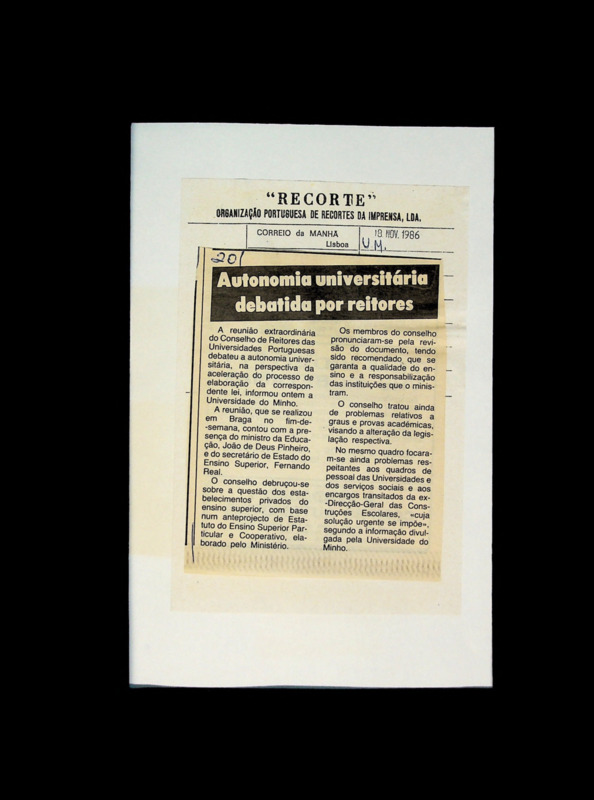 “RECORTE”
ORGANIZAÇÃO PORTUGUESA DE RECORTES DA IMPRENSA, LDA.
CORREIO da MANHÃ
Lisboa
18 NOV. 1986
U.M.
201
Autonomia universitária
debatida por reitores
A reunião extraordinária
do Conselho de Reitores das
Universidades Portuguesas
debateu a autonomia univer-
sitária, na perspectiva da
aceleração do processo de
elaboração da correspon-
dente lei, informou ontem a
Universidade do Minho.
A reunião, que se realizou
em Braga no fim-de-
-semana, contou com a pre-
sença do ministro da Educa-
ção, João de Deus Pinheiro,
e do secretário de Estado do
Ensino Superior, Fernando
Real.
O conselho debruçou-se
sobre a questão dos esta-
belecimentos privados do
ensino superior, com base
num anteprojecto de Esta-
tuto do Ensino Superior Par-
ticular e Cooperativo, ela-
borado pelo Ministério.
Os membros do conselho
pronunciaram-se pela revi-
são do documento, tendo
sido recomendado que se
garanta a qualidade do en-
sino e a responsabilização
das instituições que o minis-
tram.
O conselho tratou ainda
de problemas relativos a
graus e provas académicas,
visando a alteração da legis-
lação respectiva.
No mesmo quadro focara-
m-se ainda problemas res-
peitantes aos quadros de
pessoal das Universidades e
dos serviços sociais e aos
encargos transitados da ex-
-Direcção-Geral das Cons-
truções Escolares, «cuja
solução urgente se impõe»,
segundo a informação divul-
gada pela Universidade do
Minho.